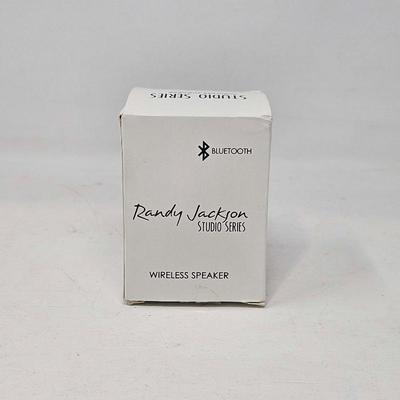 STUDIO SERIES
BLUETOOTH
Randy Jackson
STUDIO SERIES
WIRELESS SPEAKER